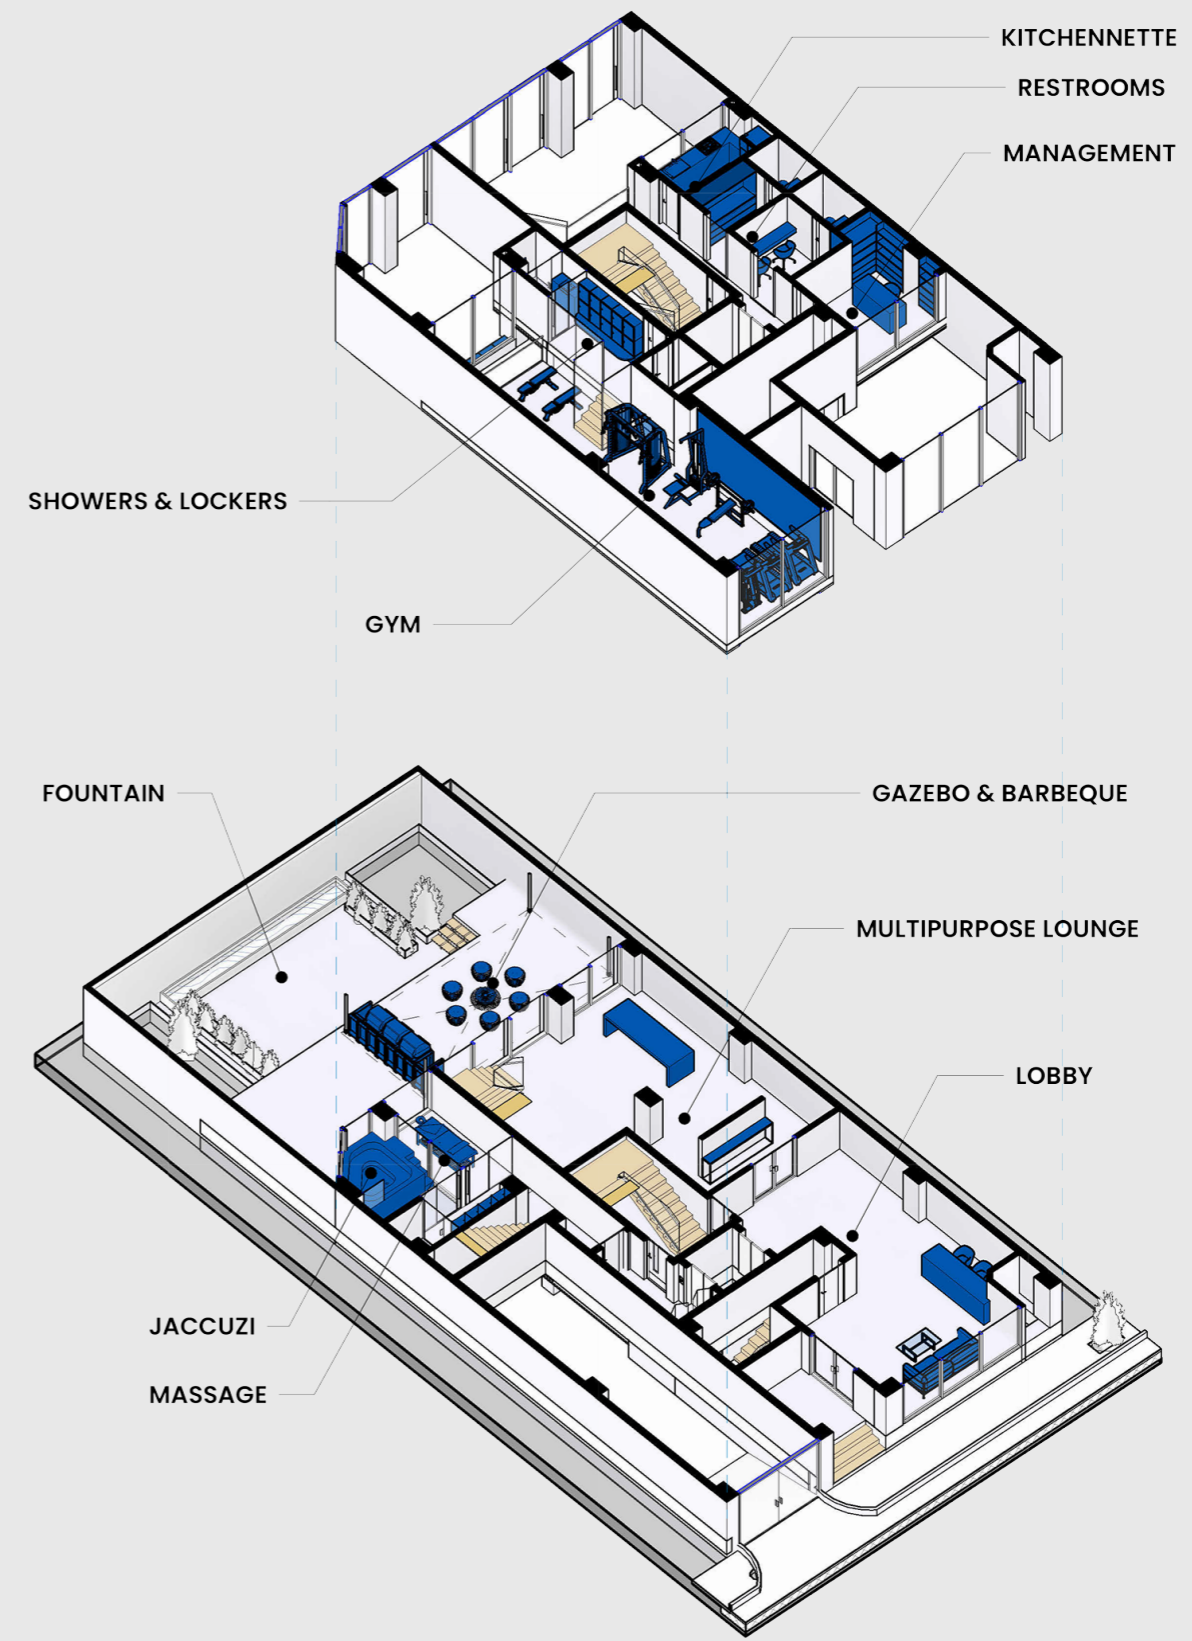 KITCHENNETTE
RESTROOMS
MANAGEMENT
SHOWERS & LOCKERS
GYM
FOUNTAIN
GAZEBO & BARBEQUE
MULTIPURPOSE LOUNGE
LOBBY
JACCUZI
MASSAGE